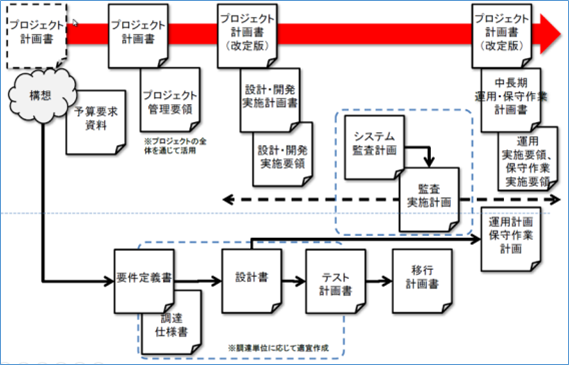 プロジェクト
計画書
プロジェクト
計画書
プロジェクト
計画書
(改定版)
プロジェクト
計画書
(改定版)
構想
予算要求
資料
プロジェクト
管理要領
※プロジェクトの全
体を通じて活用
設計・開発
実施計画書
設計・開発
実施要領
システム
監査計画
監査
実施計画
中長期
運用・保守作業
計画書
運用
実施要領、
保守作業
実施要領
運用計画
保守作業
計画
要件定義書
調達
仕様書
設計書
テスト
計画書
移行
計画書
※調達単位に応じて適宜作成